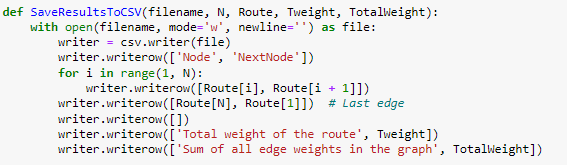 def SaveResultsToCSV(filename, N, Route, Tweight, TotalWeight):
    with open(filename, mode='w', newline='') as file:
        writer = csv.writer(file)
        writer.writerow(['Node', 'NextNode'])
        for i in range(1, N):
            writer.writerow([Route[i], Route[i + 1]])
        writer.writerow([Route[N], Route[1]])  # Last edge
        writer.writerow([])
        writer.writerow(['Total weight of the route', Tweight])
        writer.writerow(['Sum of all edge weights in the graph', TotalWeight])